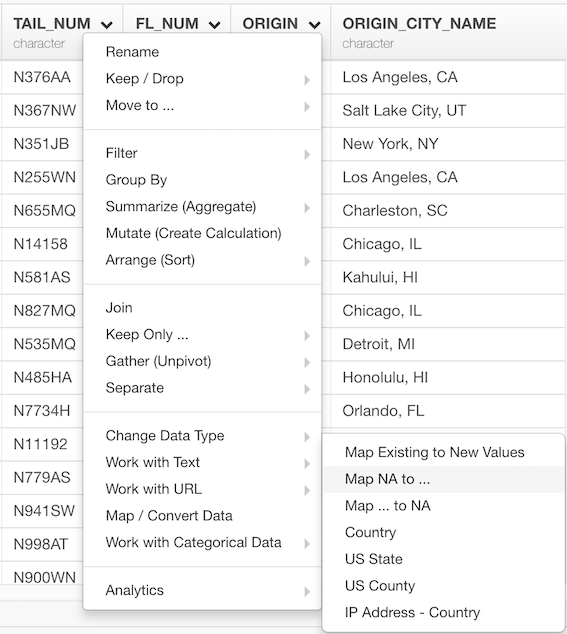 TAIL_NUM FL_NUM ORIGIN ORIGIN_CITY_NAME
character character
N376AA Los Angeles, CA
N367NW Salt Lake City, UT
N351JB New York, NY
N255WN Los Angeles, CA
N655MQ Charleston, SC
N14158 Chicago, IL
N581AS Kahului, HI
N827MQ Chicago, IL
N535MQ Detroit, MI
N485HA Honolulu, HI
N7734H Orlando, FL
N11192
N779AS
N941SW
N998AT
N900WN
Rename
Keep / Drop
Move to ...
Filter
Group By
Summarize (Aggregate)
Mutate (Create Calculation)
Arrange (Sort)
Join
Keep Only ...
Gather (Unpivot)
Separate
Change Data Type
Work with Text
Work with URL
Map / Convert Data
Work with Categorical Data
Analytics
Map Existing to New Values
Map NA to ...
Map ... to NA
Country
US State
US County
IP Address - Country